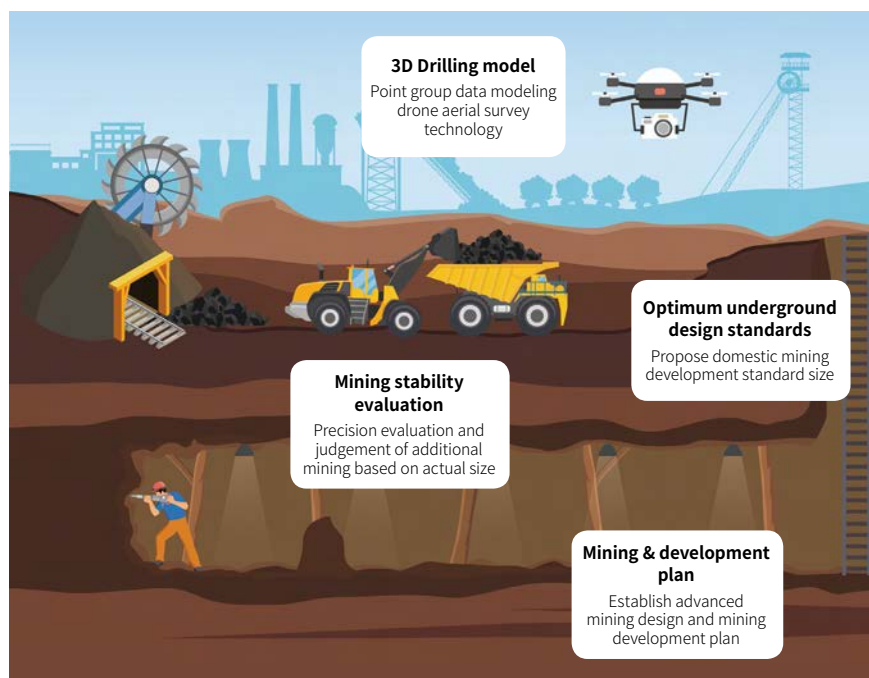 3D Drilling model
Point group data modeling
drone aerial survey
technology
Optimum underground
design standards
Propose domestic mining
development standard size
Mining stability
evaluation
Precision evaluation and
judgement of additional
mining based on actual size
Mining & development
plan
Establish advanced
mining design and mining
development plan